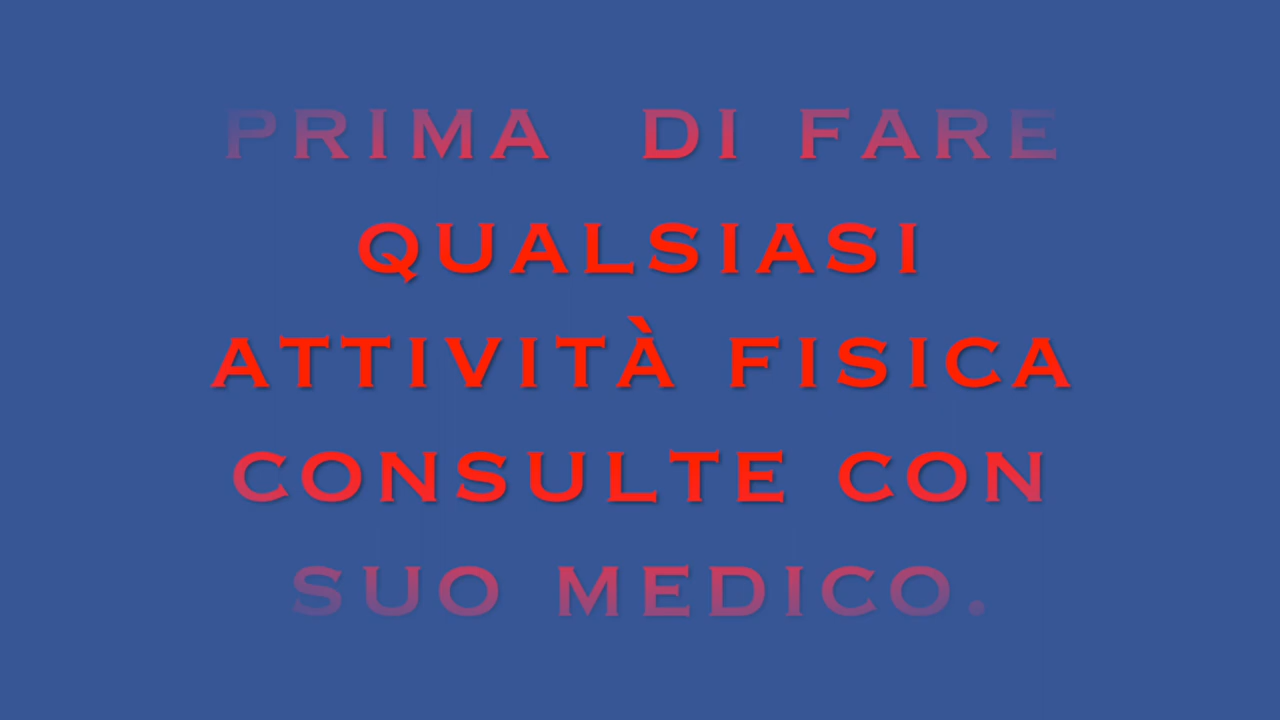 PRIMA DI FARE
QUALSIASI
ATTIVITÀ FISICA
CONSULTE CON
SUO MEDICO.